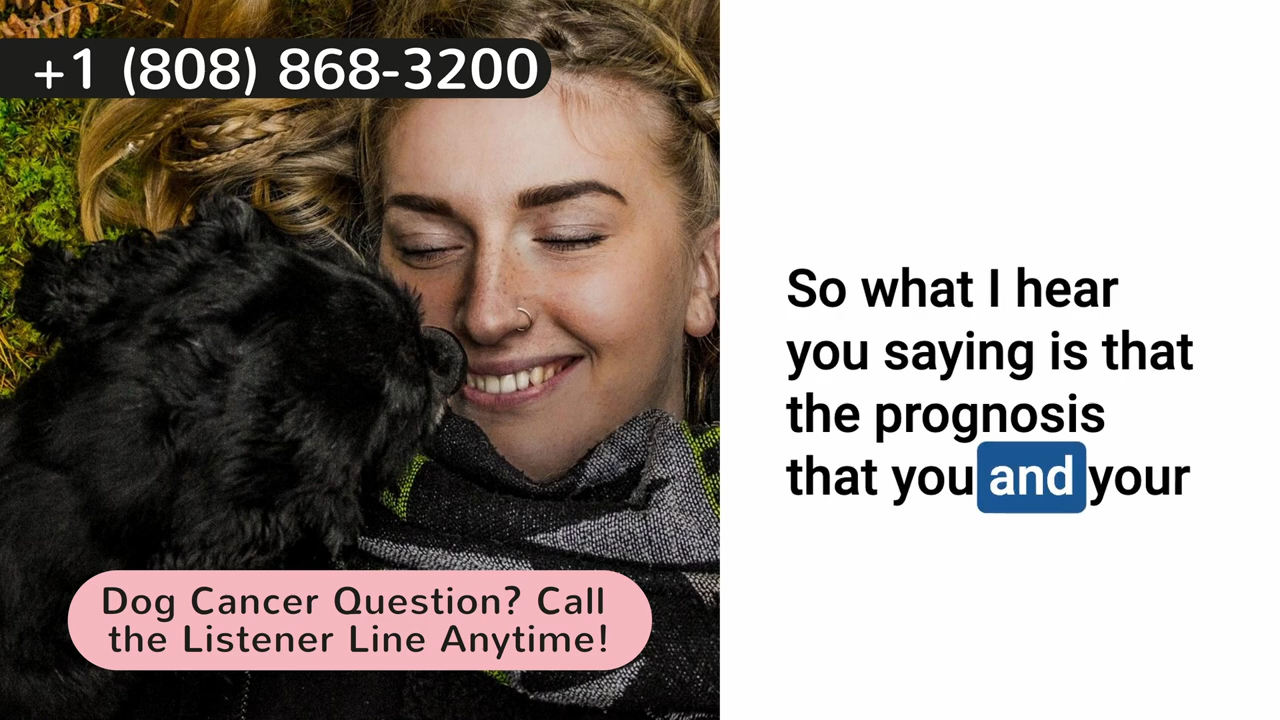 +1 (808) 868-3200
Dog Cancer Question? Call
the Listener Line Anytime!
So what I hear
you saying is that
the prognosis
that you and your